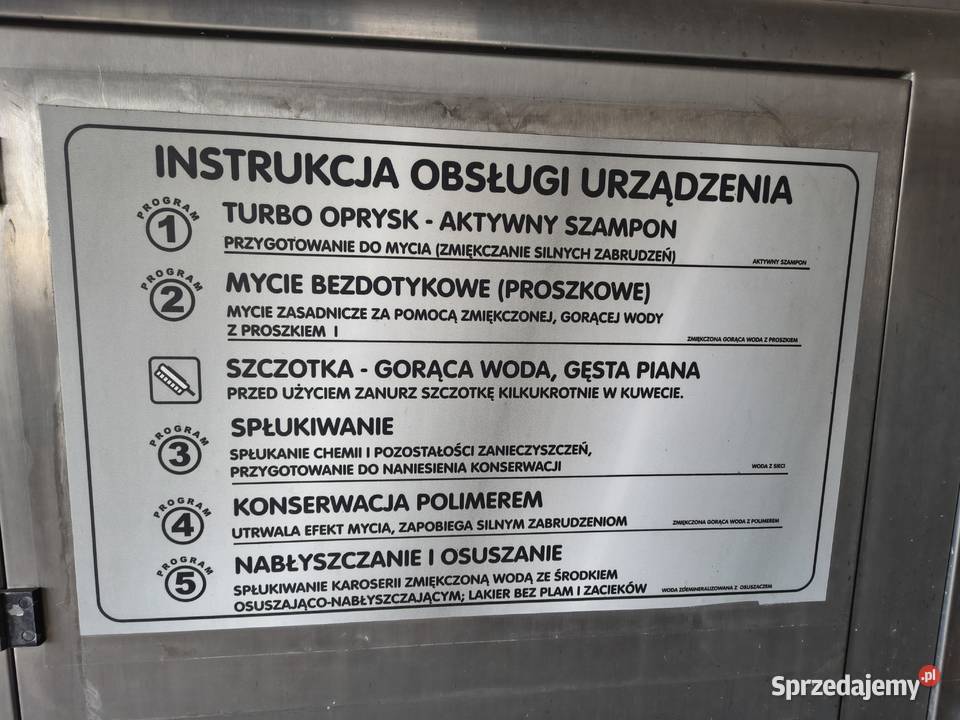 INSTRUKCJA OBSŁUGI URZĄDZENIA
PROGRAM 1
TURBO OPRYSK - AKTYWNY SZAMPON
PRZYGOTOWANIE DO MYCIA (ZMIĘKCZANIE SILNYCH ZABRUDZEŃ)
AKTYWNY SZAMPON
PROGRAM 2
MYCIE BEZDOTYKOWE (PROSZKOWE)
MYCIE ZASADNICZE ZA POMOCĄ ZMIĘKCZONEJ, GORĄCEJ WODY
Z PROSZKIEM I
ZMIĘKCZONA GORĄCA WODA Z PROSZKIEM
SZCZOTKA - GORĄCA WODA, GĘSTA PIANA
PRZED UŻYCIEM ZANURZ SZCZOTKĘ KILKUKROTNIE W KUWECIE.
PROGRAM 3
SPŁUKIWANIE
SPŁUKANIE CHEMII I POZOSTAŁOŚCI ZANIECZYSZCZEŃ,
PRZYGOTOWANIE DO NANIESIENIA KONSERWACJI
WODA Z SIECI
PROGRAM 4
KONSERWACJA POLIMEREM
UTRWALA EFEKT MYCIA, ZAPOBIEGA SILNYM ZABRUDZENIOM
ZMIĘKCZONA GORĄCA WODA Z POLIMEREM
PROGRAM 5
NABŁYSZCZANIE I OSUSZANIE
SPŁUKIWANIE KAROSERII ZMIĘKCZONĄ WODĄ ZE ŚRODKIEM
OSUSZAJĄCO-NABŁYSZCZAJĄCYM; LAKIER BEZ PLAM I ZACIEKÓW
WODA ZDEMINERALIZOWANA Z OSUSZACZEM
Sprzedajemy.pl